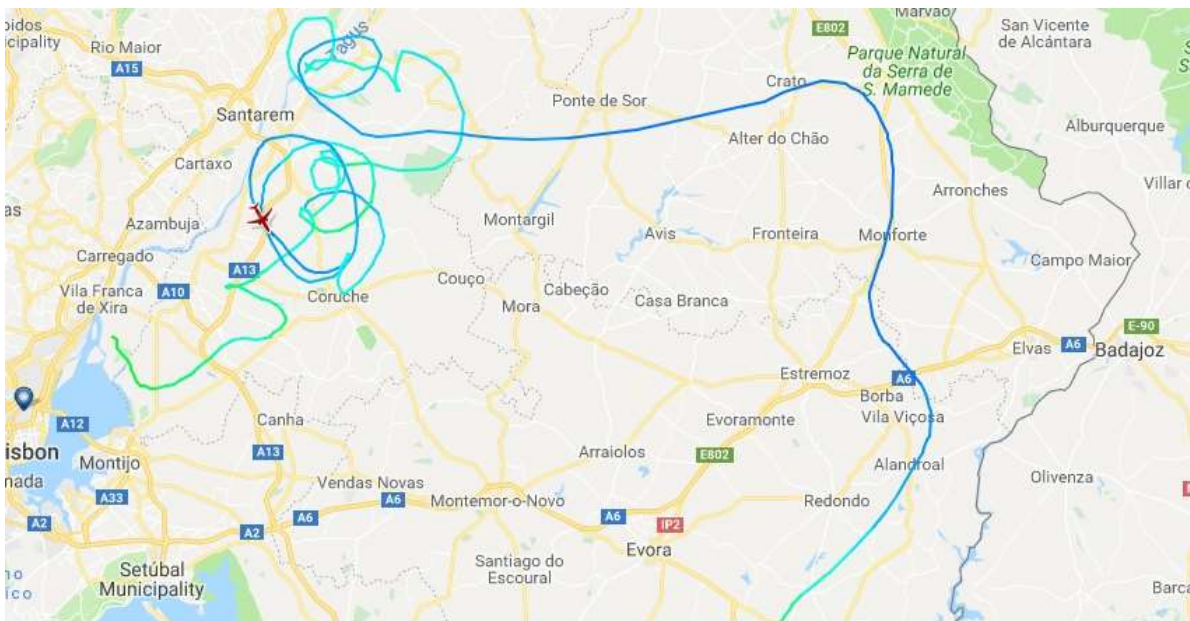 Marvão
E802
San Vicente
de Alcántara
Rio Maior
Tagus
A15
Parque Natural
da Serra de
S. Mamede
Crato
Ponte de Sor
Santarem
Alburquerque
Alter do Chão
Cartaxo
Villar
Arronches
Azambuja
Montargil
Avis
Fronteira
Monforte
Carregado
Campo Maior
A13
Couço
Cabeção
Casa Branca
A10
Coruche
Vila Franca
de Xira
Mora
E-90
Elvas
A6
Badajoz
Estremoz
A6
Borba
Vila Viçosa
Canha
Evoramonte
A12
isbon
A13
Arraiolos
E802
Alandroal
Montijo
mada
Vendas Novas
Olivenza
A33
A6
Montemor-o-Novo
Redondo
A2
A2
A6
A6
IP2
Evora
Setúbal
Municipality
Santiago do
Escoural
Barca